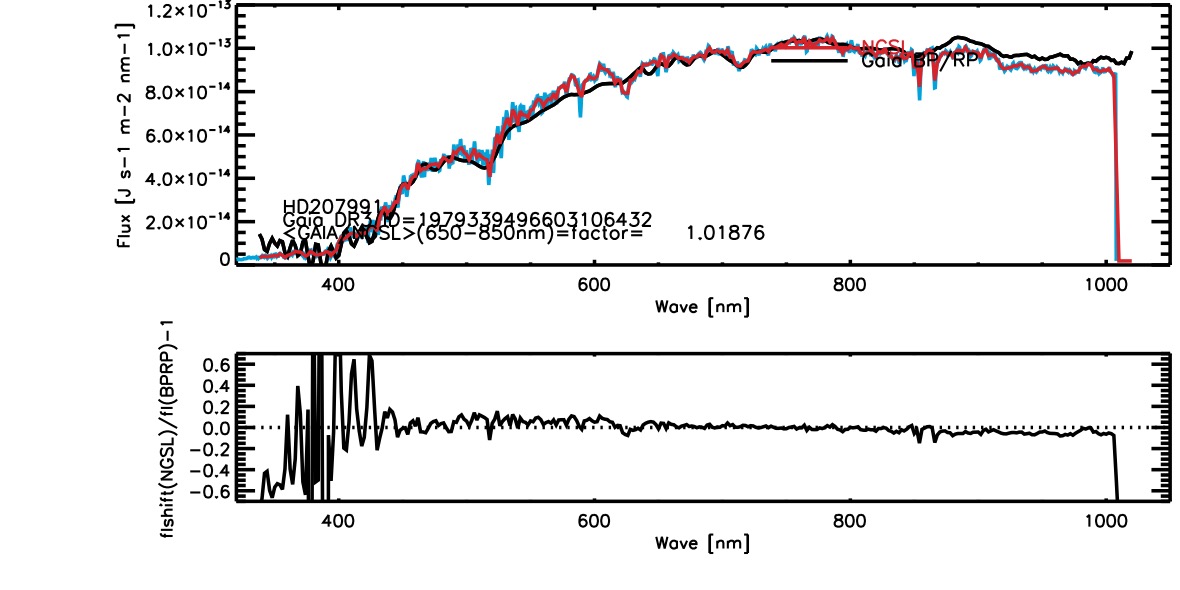 1.2×10−13
1.0×10−13
8.0×10−14
6.0×10−14
4.0×10−14
2.0×10−14
0
Flux [J s−1 m−2 nm−1]
NGSL
Gaia BP/RP
HD207991
Gaia DR3 ID=1979339496603106432
<GAIA/NGSL>(650−850nm)=factor= 1.01876
400 600 800 1000
Wave [nm]
flshift(NGSL)/fl(BPRP)−1
0.6
0.4
0.2
0.0
−0.2
−0.4
−0.6
400 600 800 1000
Wave [nm]